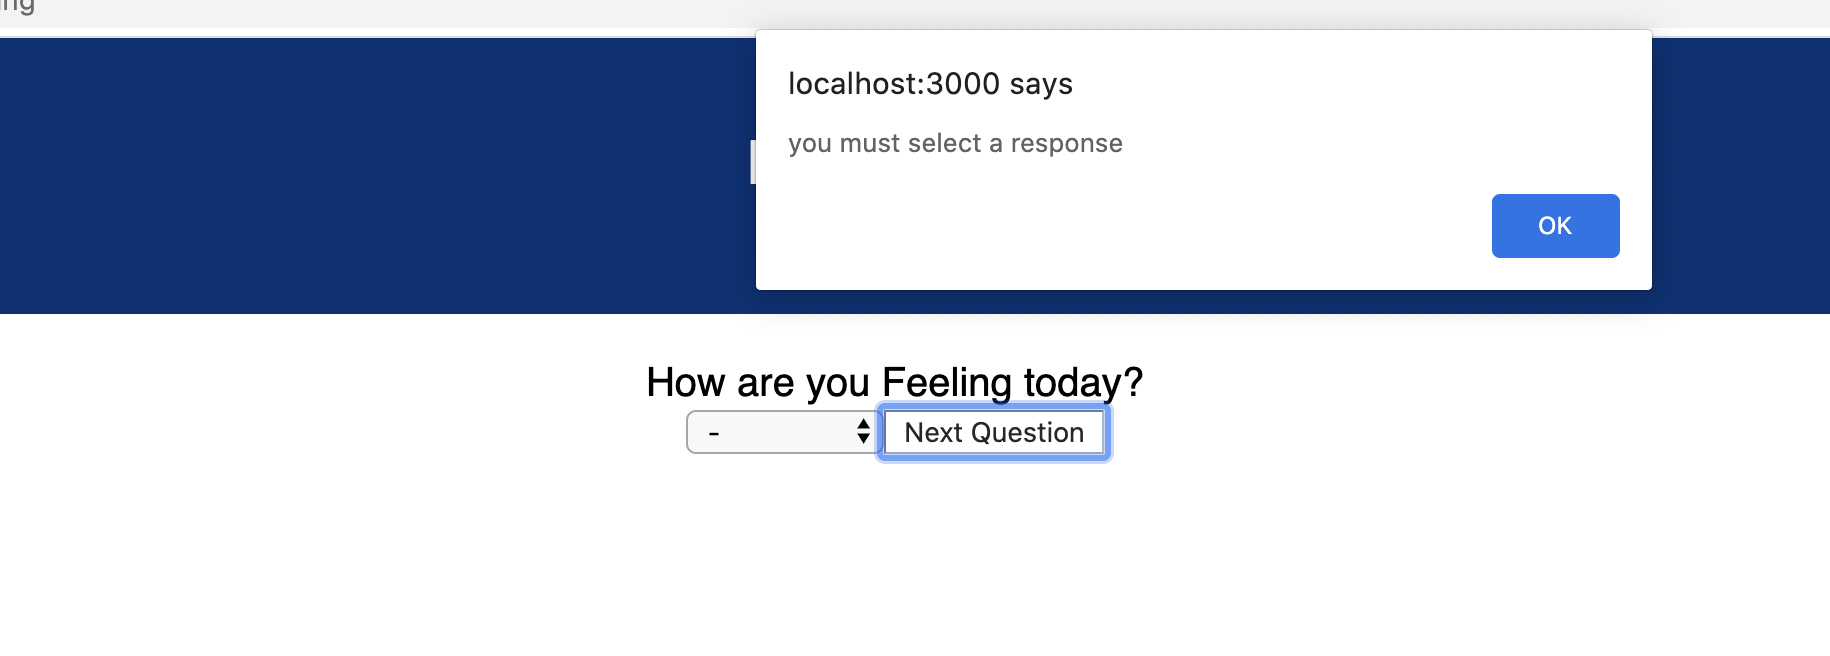 localhost:3000 says
you must select a response
OK
How are you Feeling today?
- Next Question